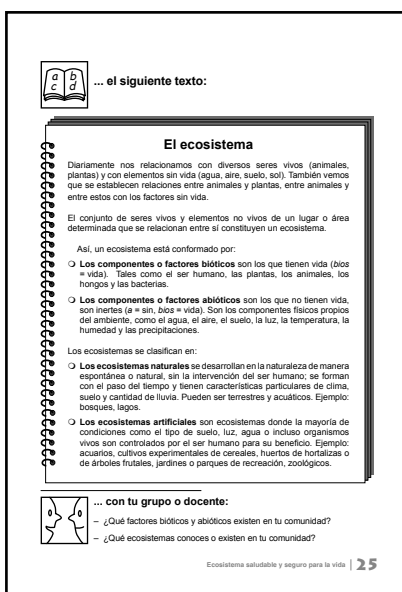 a b
c d
... el siguiente texto:
El ecosistema
Diariamente nos relacionamos con diversos seres vivos (animales,
plantas) y con elementos sin vida (agua, aire, suelo, sol). También vemos
que se establecen relaciones entre animales y plantas, entre animales y
entre estos con los factores sin vida.
El conjunto de seres vivos y elementos no vivos de un lugar o área
determinada que se relacionan entre sí constituyen un ecosistema.
Así, un ecosistema está conformado por:
❍ Los componentes o factores bióticos son los que tienen vida (bios
= vida). Tales como el ser humano, las plantas, los animales, los
hongos y las bacterias.
❍ Los componentes o factores abióticos son los que no tienen vida,
son inertes (a = sin, bios = vida). Son los componentes físicos propios
del ambiente, como el agua, el aire, el suelo, la luz, la temperatura, la
humedad y las precipitaciones.
Los ecosistemas se clasifican en:
❍ Los ecosistemas naturales se desarrollan en la naturaleza de manera
espontánea o natural, sin la intervención del ser humano; se forman
con el paso del tiempo y tienen características particulares de clima,
suelo y cantidad de lluvia. Pueden ser terrestres y acuáticos. Ejemplo:
bosques, lagos.
❍ Los ecosistemas artificiales son ecosistemas donde la mayoría de
condiciones como el tipo de suelo, luz, agua o incluso organismos
vivos son controlados por el ser humano para su beneficio. Ejemplo:
acuarios, cultivos experimentales de cereales, huertos de hortalizas o
de árboles frutales, jardines o parques de recreación, zoológicos.
... con tu grupo o docente:
– ¿Qué factores bióticos y abióticos existen en tu comunidad?
– ¿Qué ecosistemas conoces o existen en tu comunidad?
Ecosistema saludable y seguro para la vida | 25